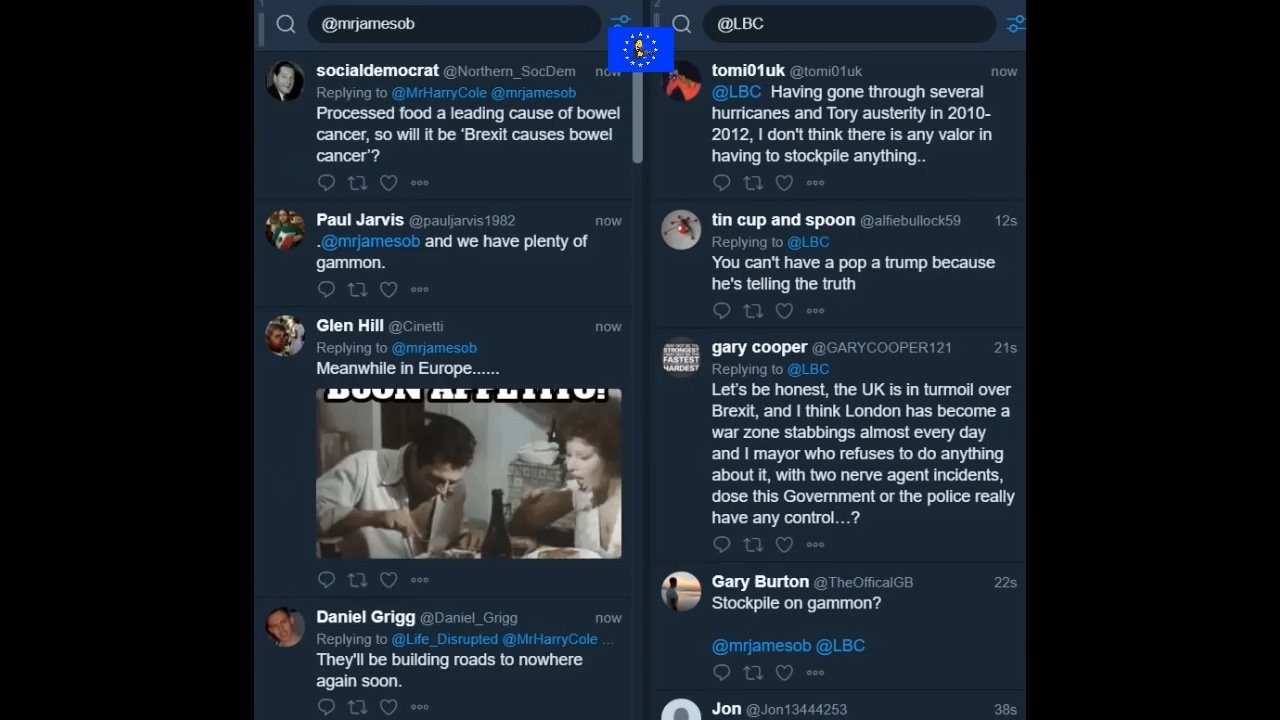 1
@mrjamesob
socialdemocrat @Northern_SocDem now
Replying to @MrHarryCole @mrjamesob
Processed food a leading cause of bowel
cancer, so will it be ‘Brexit causes bowel
cancer’?
Paul Jarvis @pauljarvis1982 now
.@mrjamesob and we have plenty of
gammon.
Glen Hill @Cinetti now
Replying to @mrjamesob
Meanwhile in Europe......
BUON APPETITO!
Daniel Grigg @Daniel_Grigg now
Replying to @Life_Disrupted @MrHarryCole ...
They'll be building roads to nowhere
again soon.
2
@LBC
tomi01uk @tomi01uk now
@LBC Having gone through several
hurricanes and Tory austerity in 2010-
2012, I don't think there is any valor in
having to stockpile anything..
tin cup and spoon @alfiebullock59 12s
Replying to @LBC
You can't have a pop a trump because
he's telling the truth
STRONGEST
FASTEST
HARDEST
gary cooper @GARYCOOPER121 21s
Replying to @LBC
Let’s be honest, the UK is in turmoil over
Brexit, and I think London has become a
war zone stabbings almost every day
and I mayor who refuses to do anything
about it, with two nerve agent incidents,
dose this Government or the police really
have any control…?
Gary Burton @TheOfficalGB 22s
Stockpile on gammon?
@mrjamesob @LBC
Jon @Jon13444253 38s